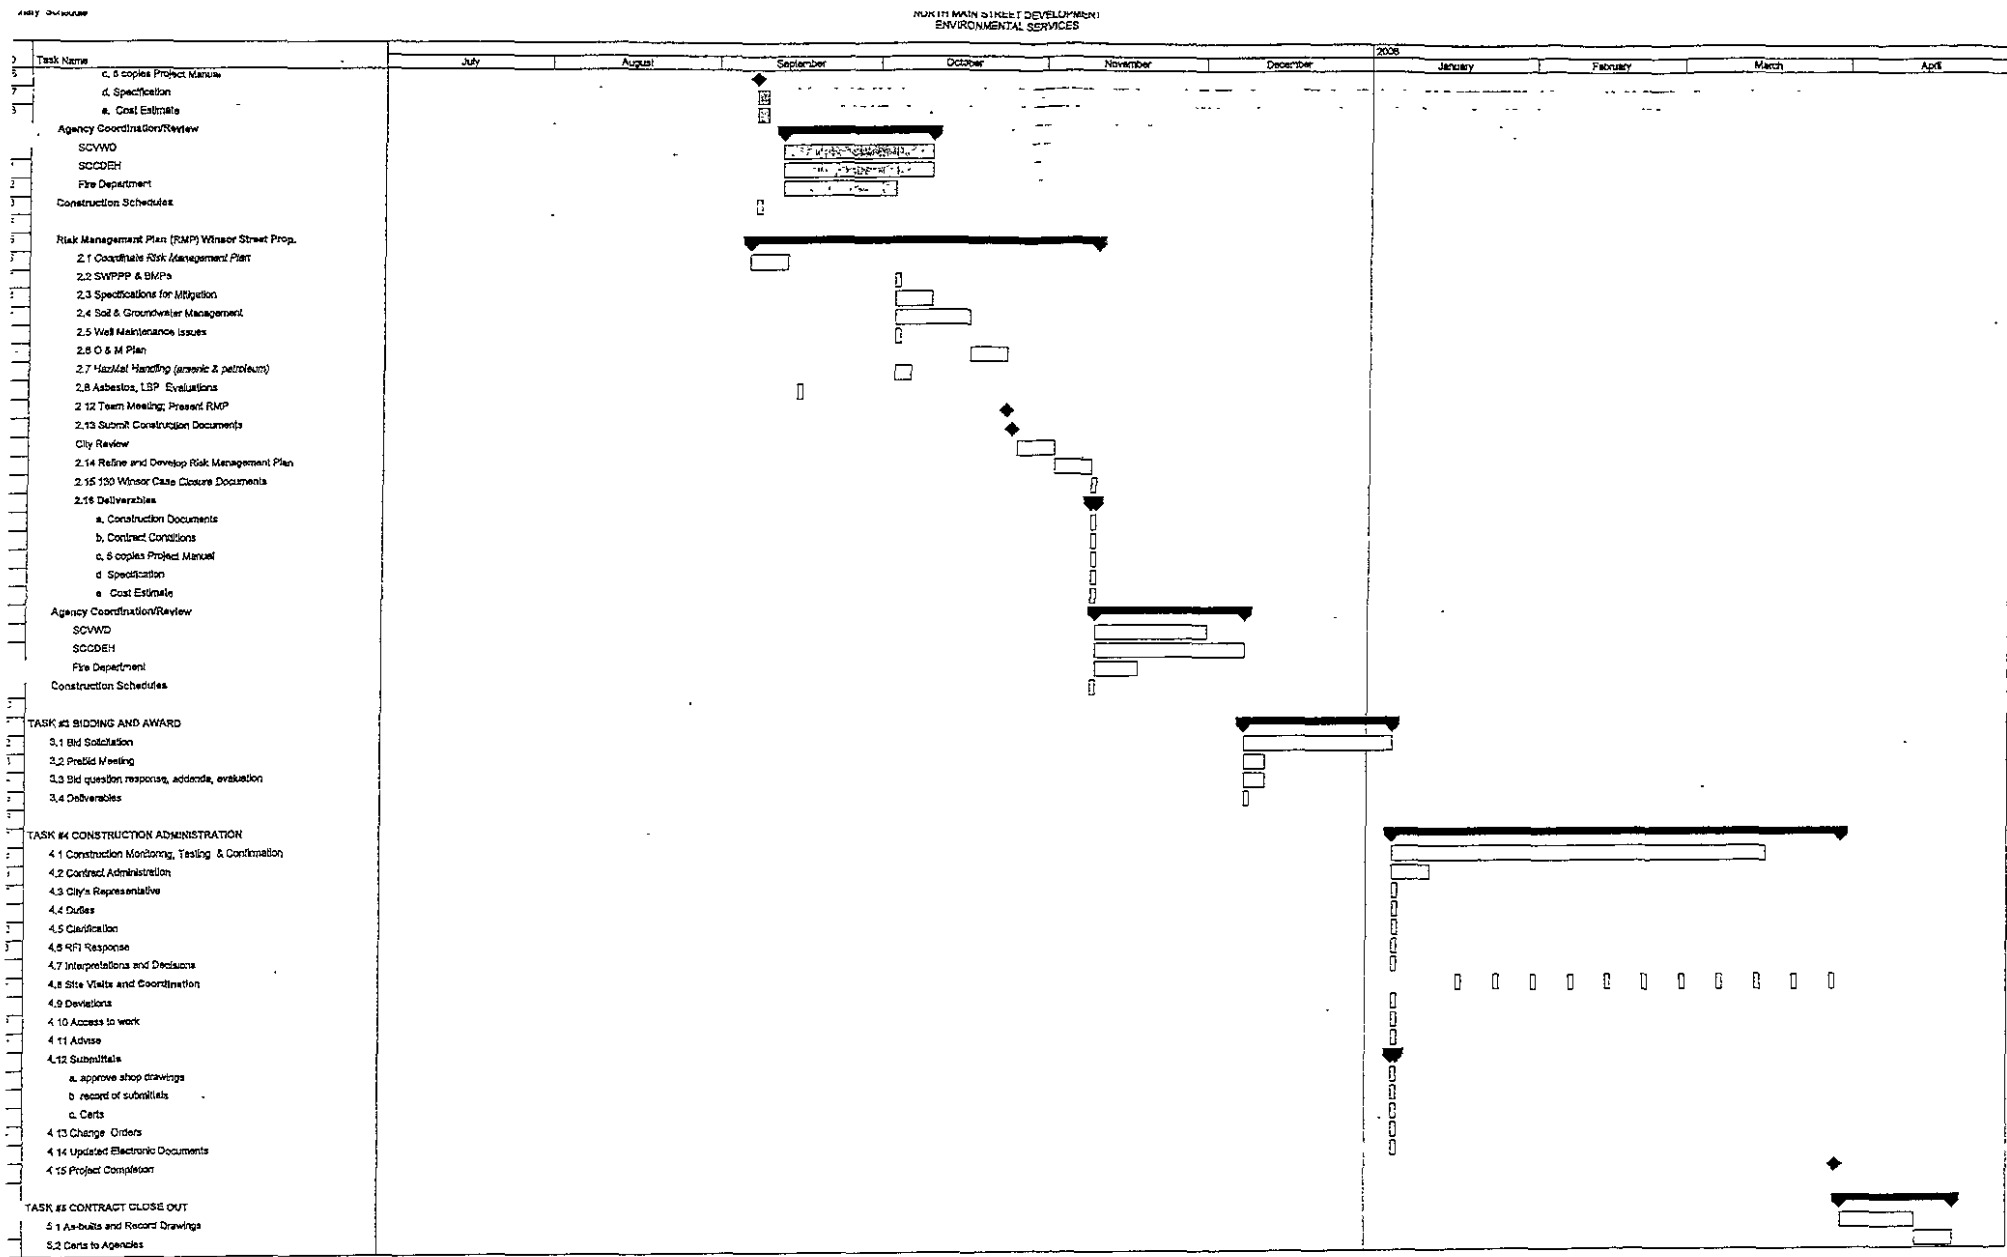 Schedule
NORTH MAIN STREET DEVELOPMENT
ENVIRONMENTAL SERVICES
2006
Task Name July August September October November December January February March April
c, 6 copies Project Manual
d. Specification
e. Cost Estimate
Agency Coordination/Review
SCVWD
SCCDEH
Fire Department
Construction Schedules
Risk Management Plan (RMP) Winsor Street Prop.
2.1 Coordinate Risk Management Plan
2.2 SWPPP & BMPs
2.3 Specifications for Mitigation
2.4 Soil & Groundwater Management
2.5 Well Maintenance Issues
2.6 O & M Plan
2.7 HazMat Handling (arsenic & petroleum)
2.8 Asbestos, LBP Evaluations
2 12 Team Meeting; Present RMP
2.13 Submit Construction Documents
City Review
2.14 Refine and Develop Risk Management Plan
2.15 130 Winsor Case Closure Documents
2.16 Deliverables
a. Construction Documents
b. Contract Conditions
c. 6 copies Project Manual
d Specification
e Cost Estimate
Agency Coordination/Review
SCVWD
SCCDEH
Fire Department
Construction Schedules
TASK #3 BIDDING AND AWARD
3.1 Bid Solicitation
3.2 PreBid Meeting
3.3 Bid question response, addenda, evaluation
3.4 Deliverables
TASK #4 CONSTRUCTION ADMINISTRATION
4 1 Construction Monitoring, Testing & Confirmation
4.2 Contract Administration
4.3 City's Representative
4.4 Duties
4.5 Clarification
4.6 RFI Response
4.7 Interpretations and Decisions
4.8 Site Visits and Coordination
4.9 Deviations
4 10 Access to work
4 11 Advise
4.12 Submittals
a. approve shop drawings
b record of submittals
c. Certs
4 13 Change Orders
4 14 Updated Electronic Documents
4 15 Project Completion
TASK #5 CONTRACT CLOSE OUT
5 1 As-builts and Record Drawings
5.2 Certs to Agencies